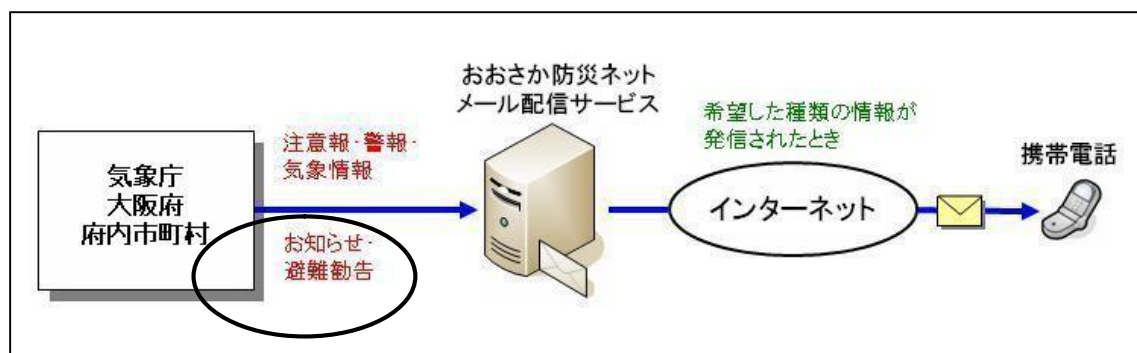 おおさか防災ネット
メール配信サービス
希望した種類の情報が
発信されたとき
注意報・警報・
気象情報
携帯電話
気象庁
大阪府
府内市町村
インターネット
お知らせ・
避難勧告